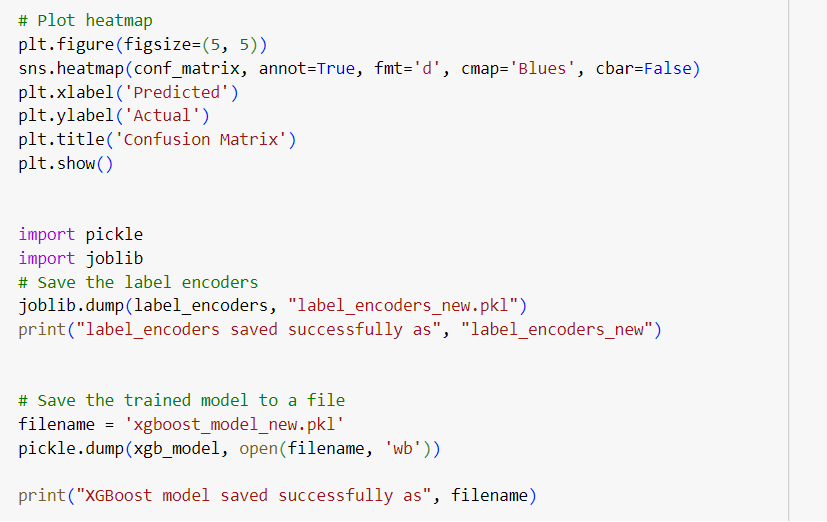 # Plot heatmap
plt.figure(figsize=(5, 5))
sns.heatmap(conf_matrix, annot=True, fmt='d', cmap='Blues', cbar=False)
plt.xlabel('Predicted')
plt.ylabel('Actual')
plt.title('Confusion Matrix')
plt.show()
import pickle
import joblib
# Save the label encoders
joblib.dump(label_encoders, "label_encoders_new.pkl")
print("label_encoders saved successfully as", "label_encoders_new")
# Save the trained model to a file
filename = 'xgboost_model_new.pkl'
pickle.dump(xgb_model, open(filename, 'wb'))
print("XGBoost model saved successfully as", filename)